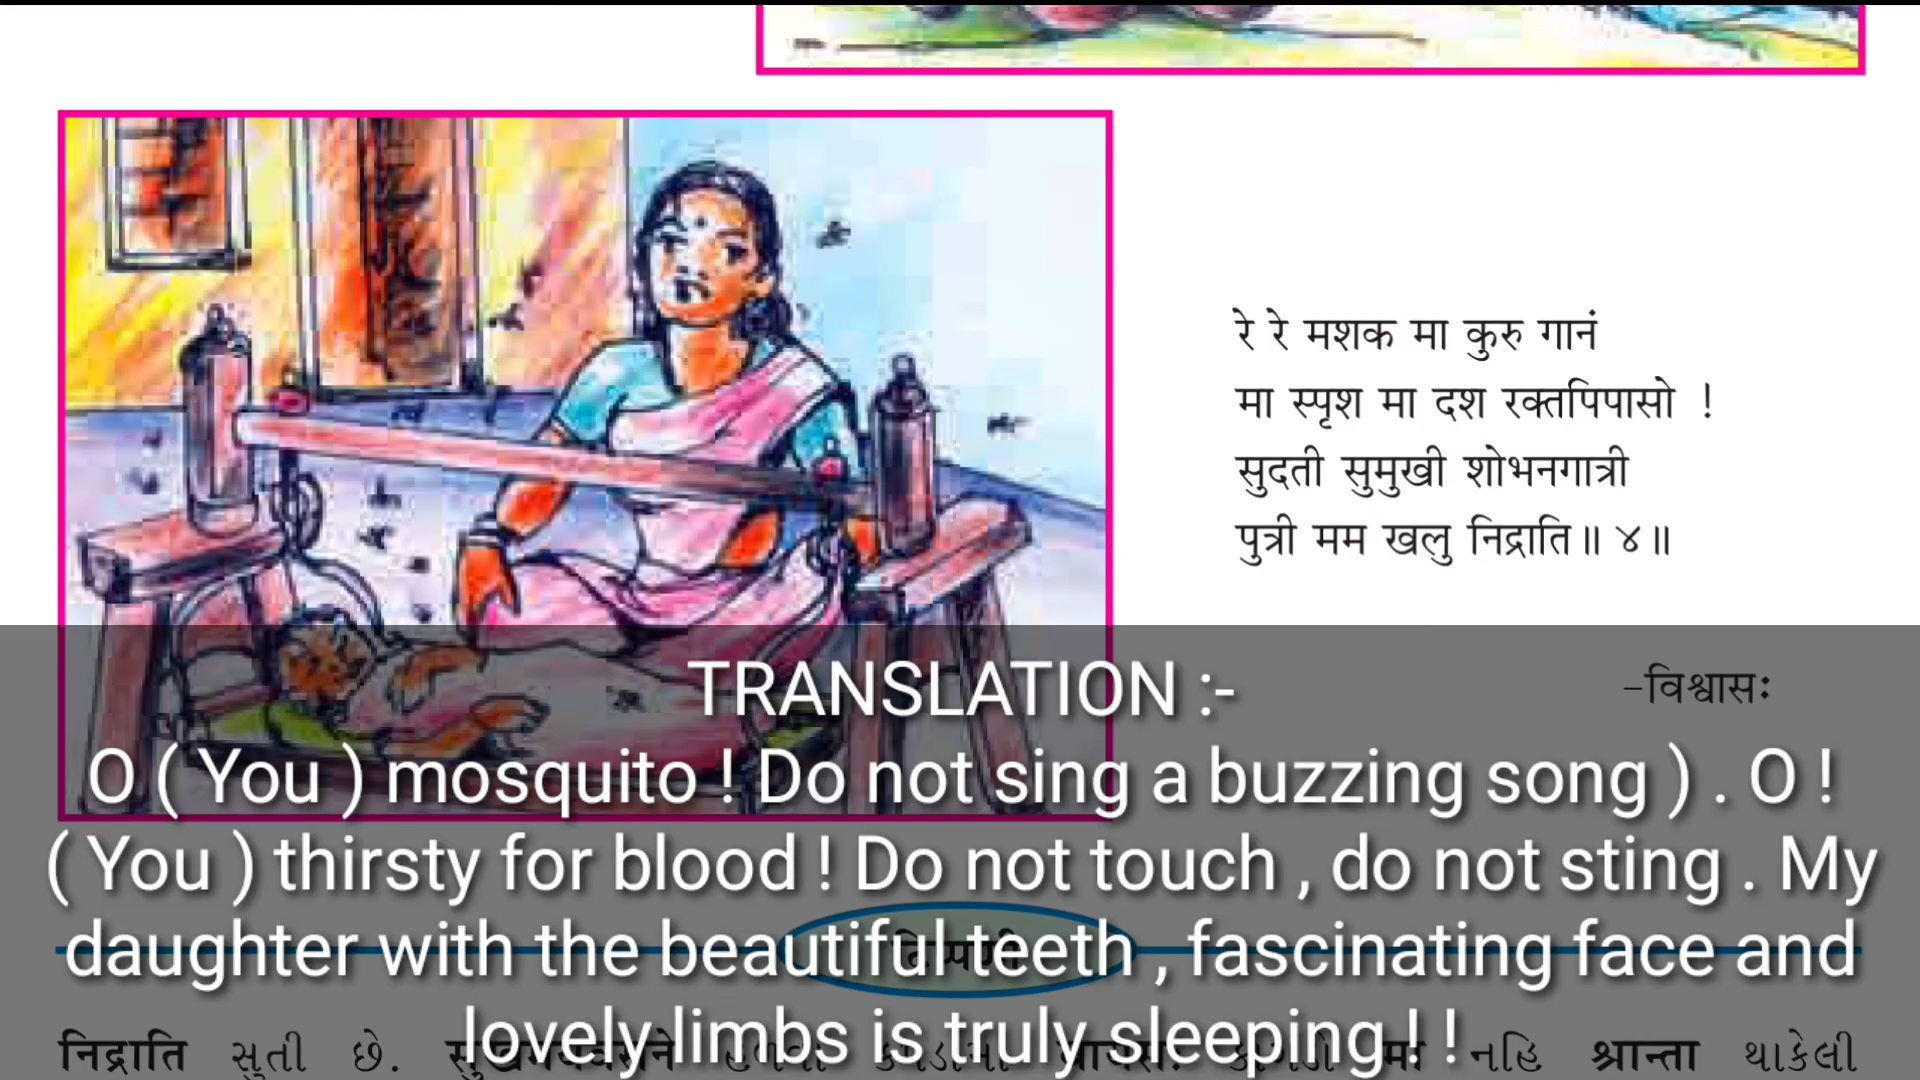 रे रे मशक मा कुरु गानं
मा स्पृश मा दश रक्तपिपासो !
सुदती सुमुखी शोभनगात्री
पुत्री मम खलु निद्राति॥ ४॥
-विश्वासः
TRANSLATION :-
O ( You ) mosquito ! Do not sing a buzzing song ) . O !
( You ) thirsty for blood ! Do not touch , do not sting . My
daughter with the beautiful teeth , fascinating face and
lovely limbs is truly sleeping ! !
निद्राति સુતી છે. मा નહિ श्रान्ता થાકેલી